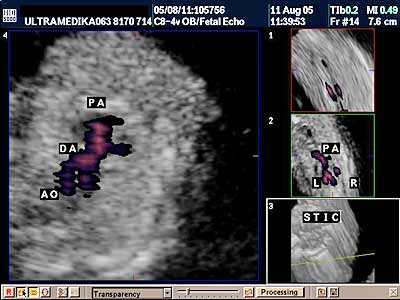 HDI 5000
05/08/11:105756
ULTRAMEDIKA063 8170 714
C8-4v OB/Fetal Echo
11 Aug 05
11:39:53
TIb0.2 MI 0.49
Fr #14 7.6 cm
4
PA
DA
AO
1
2
PA
L R
3
STIC
R
Transparency
Processing